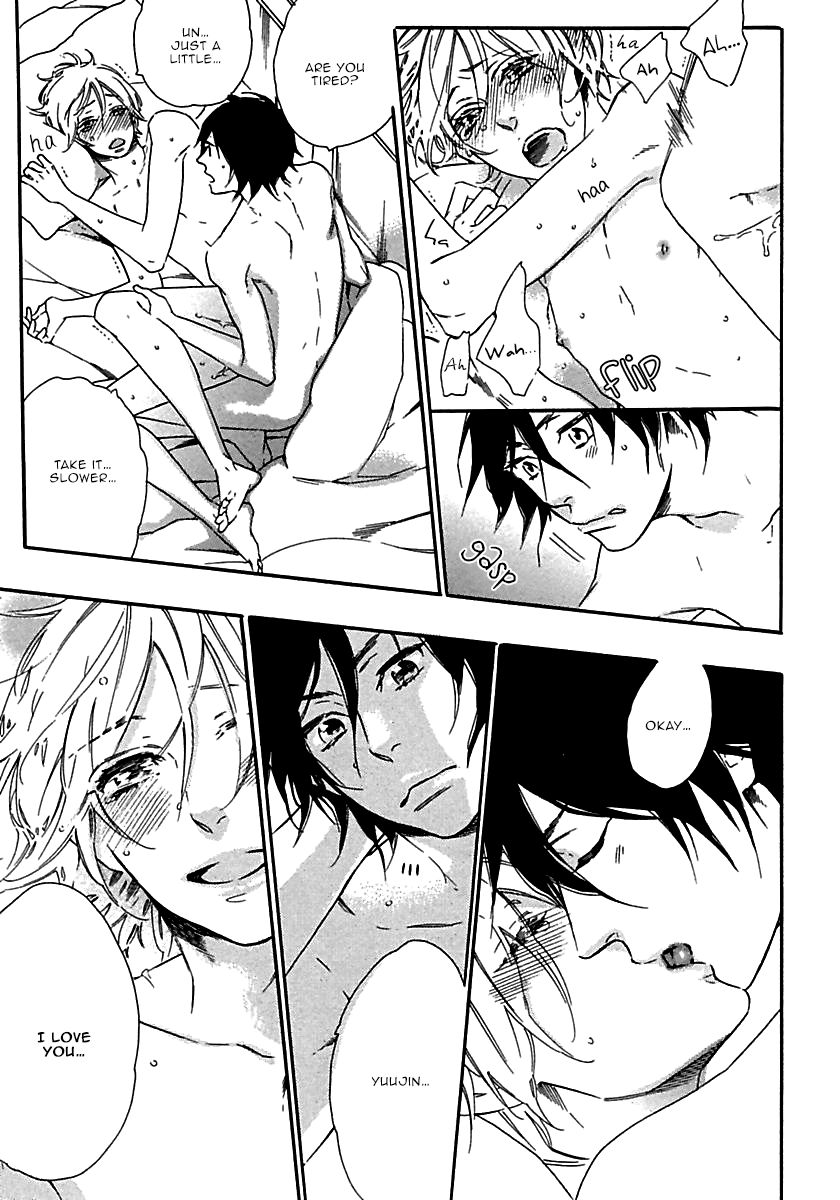 Ah...
Ah
ha
haa
ha
Wah...
Ah
flip
gasp
ARE YOU
TIRED?
UN...
JUST A
LITTLE...
ha
TAKE IT...
SLOWER...
OKAY...
YUUJIN...
I LOVE
YOU...